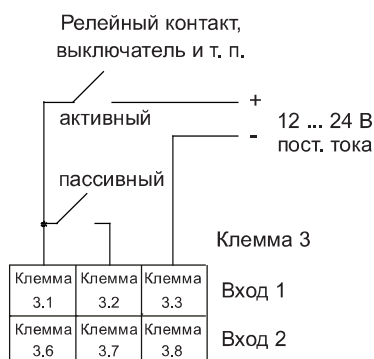 Релейный контакт,
выключатель и т. п.
+
активный
12 ... 24 В
-
пост. тока
пассивный
Клемма 3
Клемма Клемма Клемма
3.1 3.2 3.3
Вход 1
Клемма Клемма Клемма
3.6 3.7 3.8
Вход 2